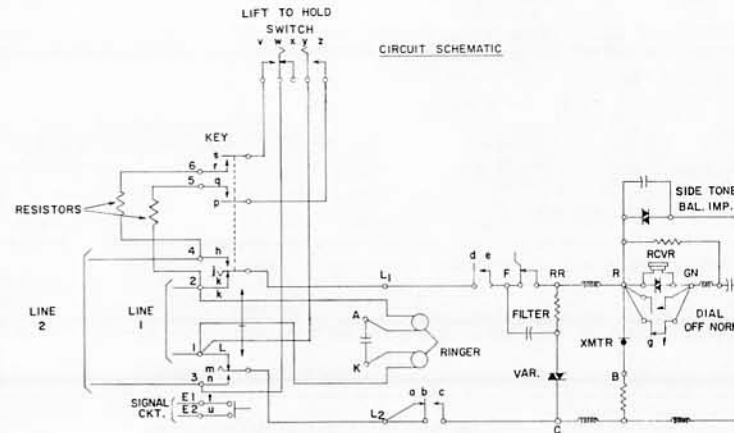 LIFT TO HOLD
SWITCH
v w x y z
CIRCUIT SCHEMATIC
KEY
s
6 r
5 q
p
RESISTORS
4 h
j
2 k
k
LINE 2
LINE 1
1 L
m
3 n
SIGNAL CKT.
E1
E2 u
A
K
RINGER
L1
L2
a b c
d e
F
RR
FILTER
VAR.
C
R
SIDE TONE
BAL. IMP.
RCVR
GN
DIAL
OFF NORM
g f
XMTR
B